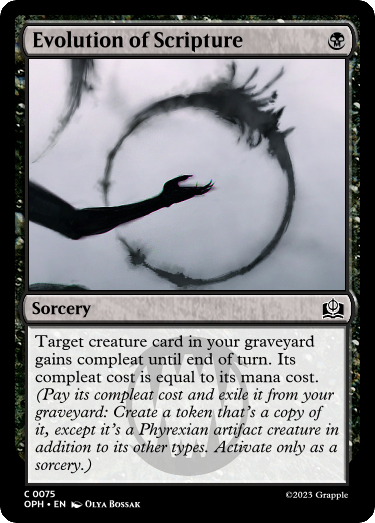 Evolution of Scripture
Sorcery
Target creature card in your graveyard
gains compleat until end of turn. Its
compleat cost is equal to its mana cost.
(Pay its compleat cost and exile it from your
graveyard: Create a token that's a copy of
it, except it's a Phyrexian artifact creature in
addition to its other types. Activate only as a
sorcery.)
C 0075
OPH • EN Olya Bossak
©2023 Grapple